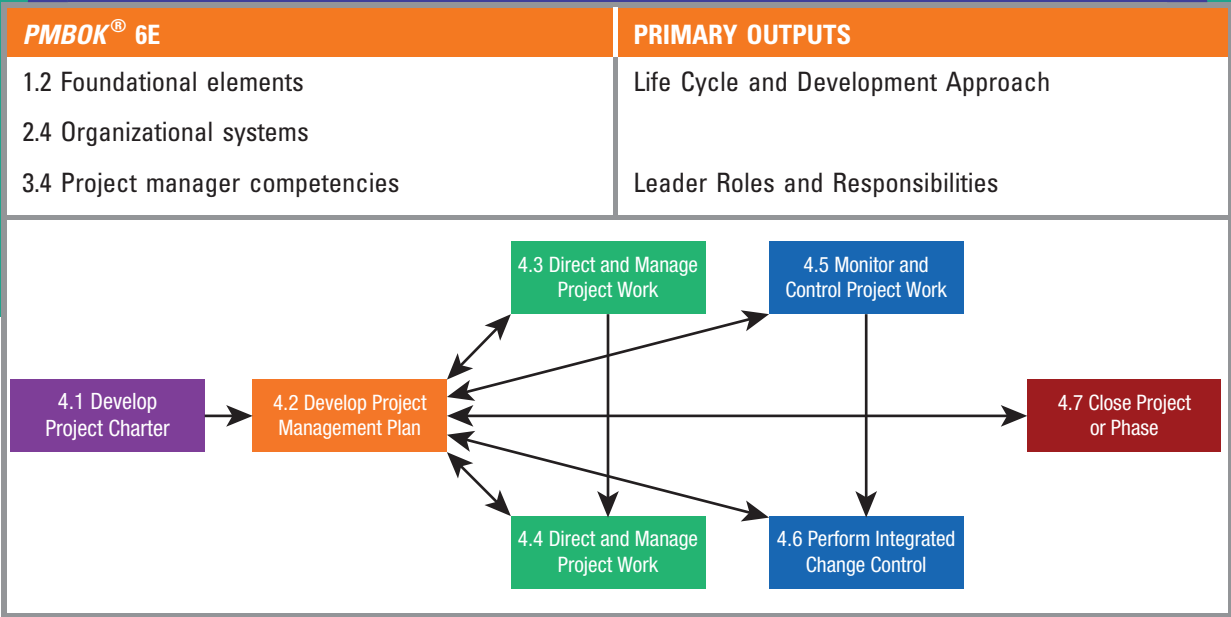 PMBOK® 6E
PRIMARY OUTPUTS
1.2 Foundational elements
Life Cycle and Development Approach
2.4 Organizational systems
3.4 Project manager competencies
Leader Roles and Responsibilities
4.3 Direct and Manage
Project Work
4.5 Monitor and
Control Project Work
4.1 Develop
Project Charter
4.2 Develop Project
Management Plan
4.7 Close Project
or Phase
4.4 Direct and Manage
Project Work
4.6 Perform Integrated
Change Control